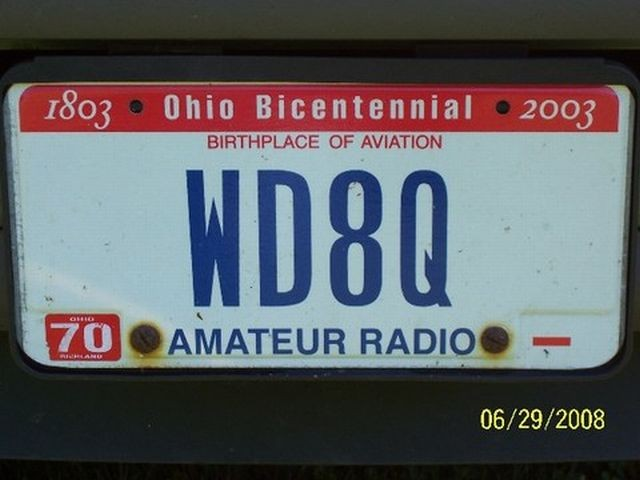 1803 Ohio Bicentennial 2003
BIRTHPLACE OF AVIATION
WD8Q
OHIO
70
RICHLAND
AMATEUR RADIO
06/29/2008